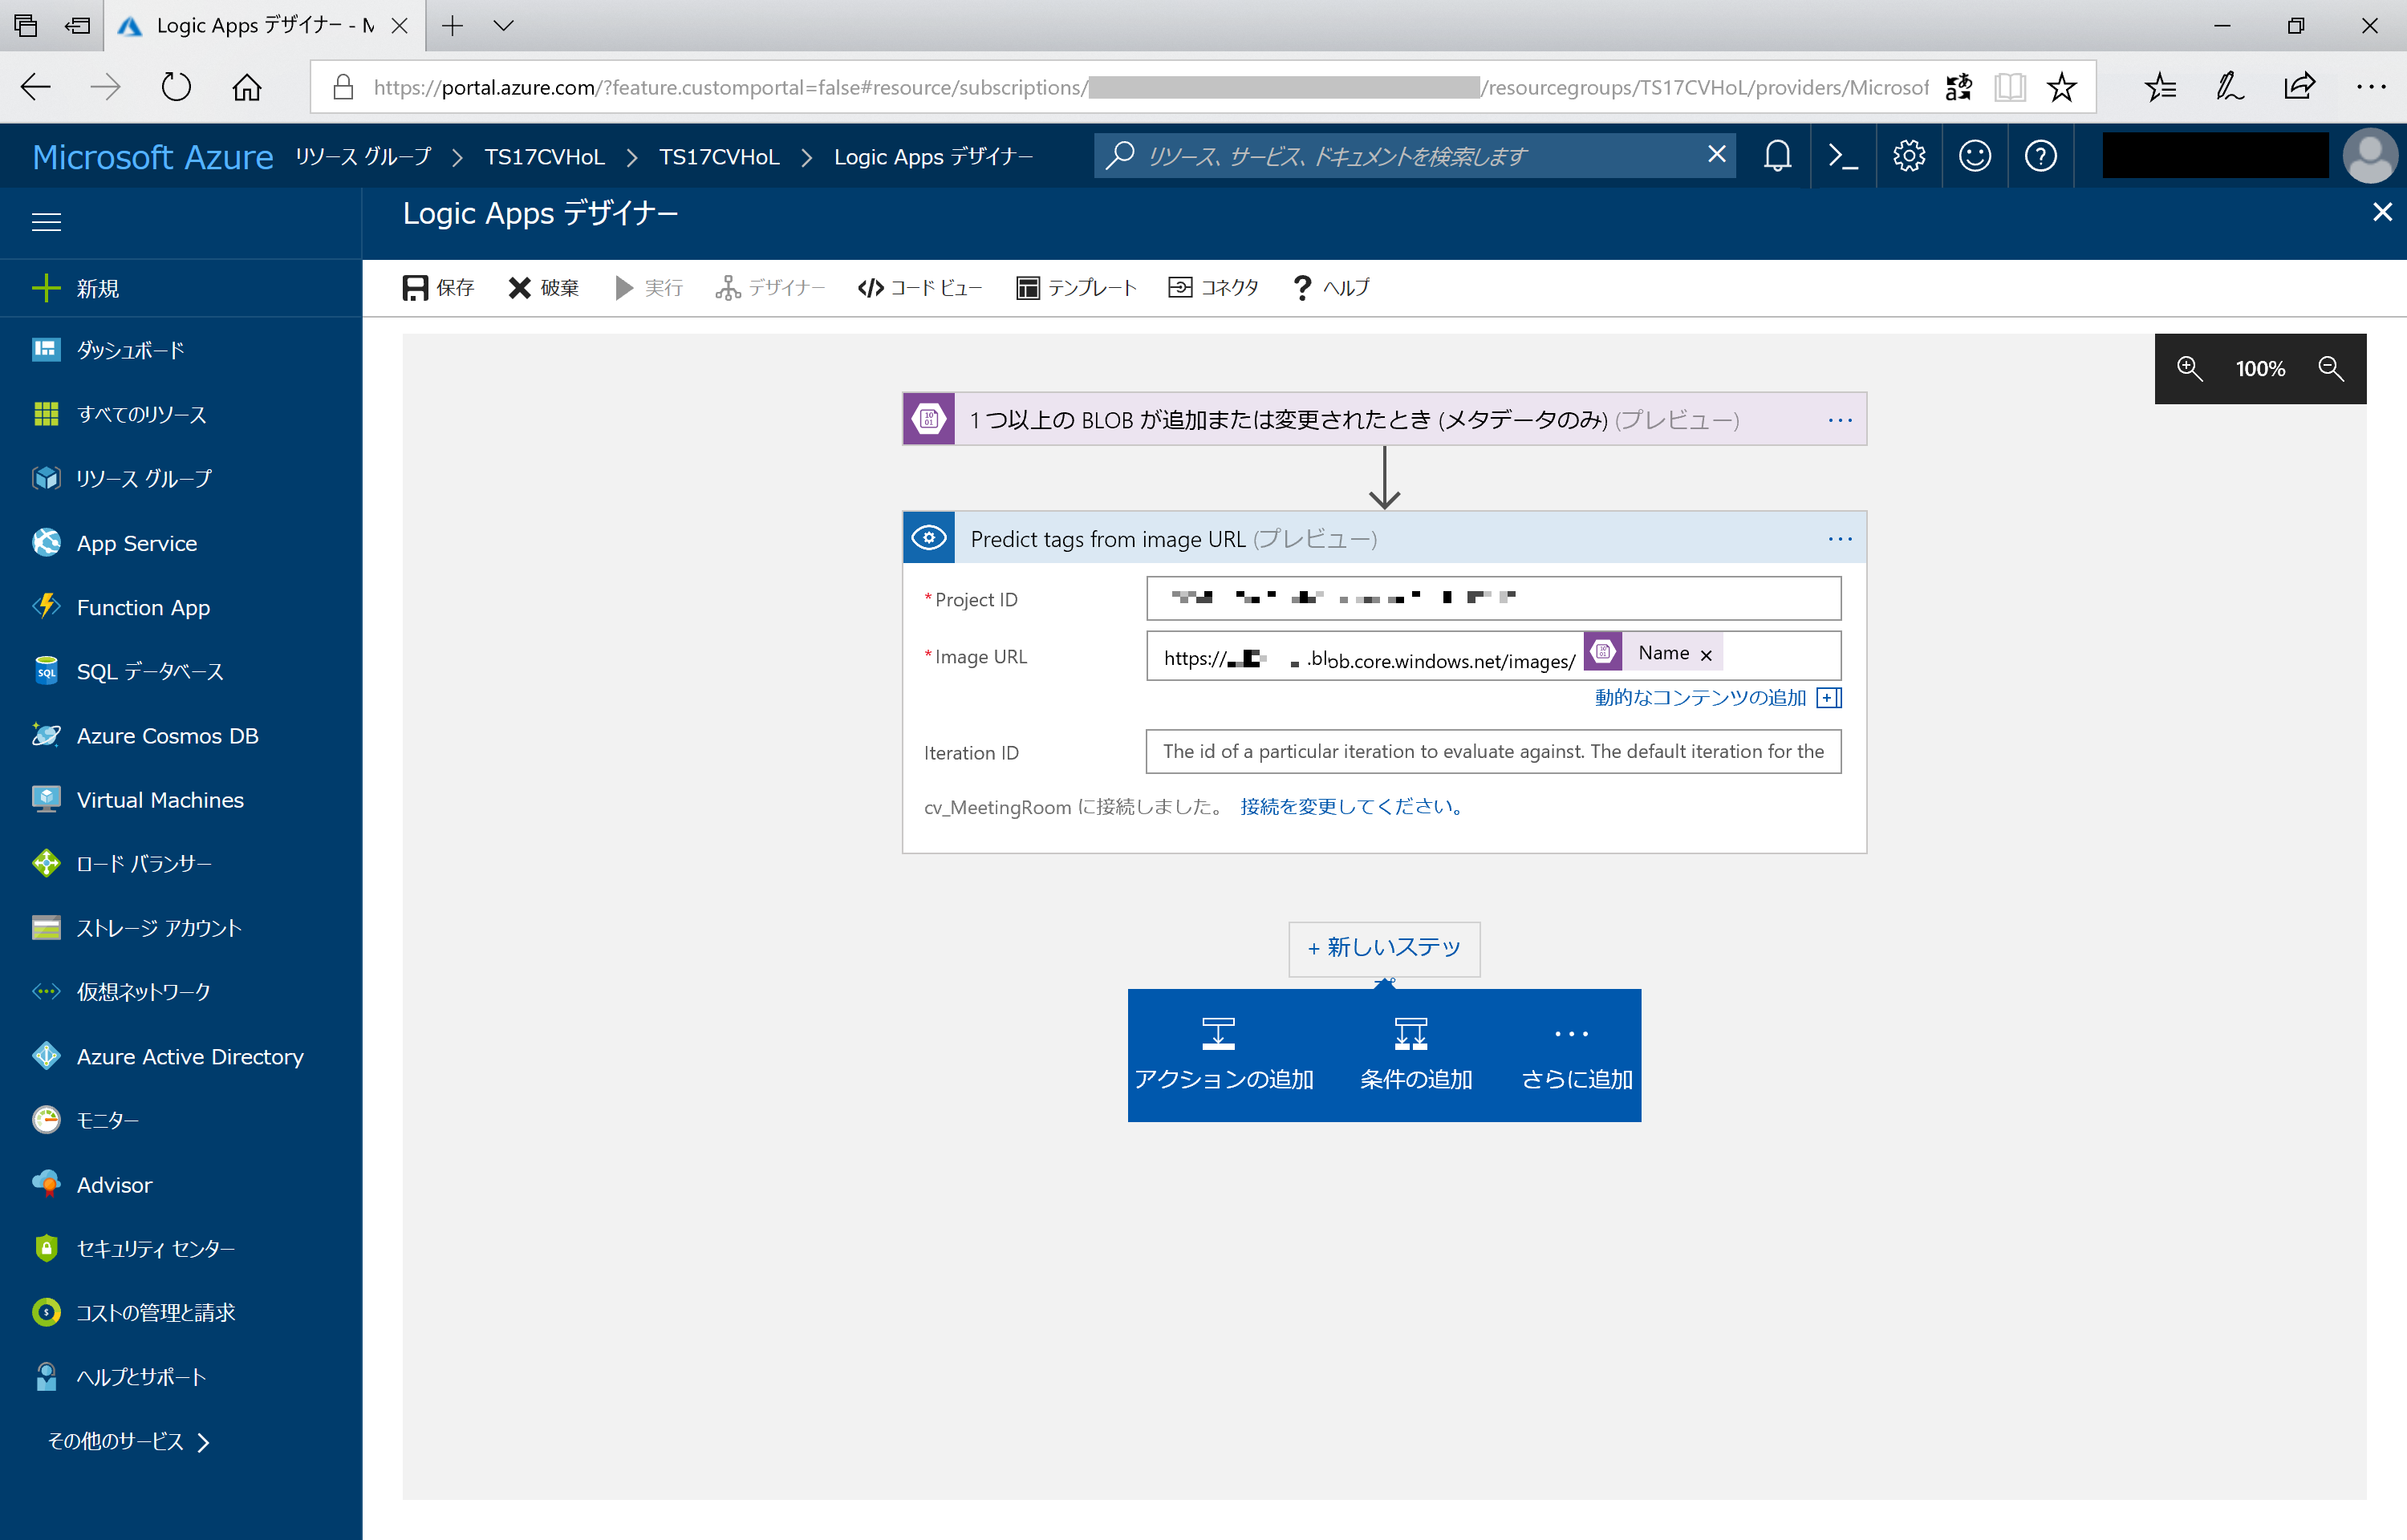 Logic Apps デザイナー - M
https://portal.azure.com/?feature.customportal=false#resource/subscriptions/ /resourcegroups/TS17CVHoL/providers/Microsof
Microsoft Azure リソース グループ > TS17CVHoL > TS17CVHoL > Logic Apps デザイナー
リソース、サービス、ドキュメントを検索します
Logic Apps デザイナー
新規
ダッシュボード
すべてのリソース
リソース グループ
App Service
Function App
SQL データベース
Azure Cosmos DB
Virtual Machines
ロード バランサー
ストレージ アカウント
仮想ネットワーク
Azure Active Directory
モニター
Advisor
セキュリティ センター
コストの管理と請求
ヘルプとサポート
その他のサービス
保存 破棄 実行 デザイナー コード ビュー テンプレート コネクタ ? ヘルプ
100%
1 つ以上の BLOB が追加または変更されたとき (メタデータのみ) (プレビュー) ...
Predict tags from image URL (プレビュー) ...
* Project ID
* Image URL https:// .blob.core.windows.net/images/ Name ×
動的なコンテンツの追加
Iteration ID The id of a particular iteration to evaluate against. The default iteration for the
cv_MeetingRoom に接続しました。 接続を変更してください。
+ 新しいステッ
プ
アクションの追加 条件の追加 さらに追加